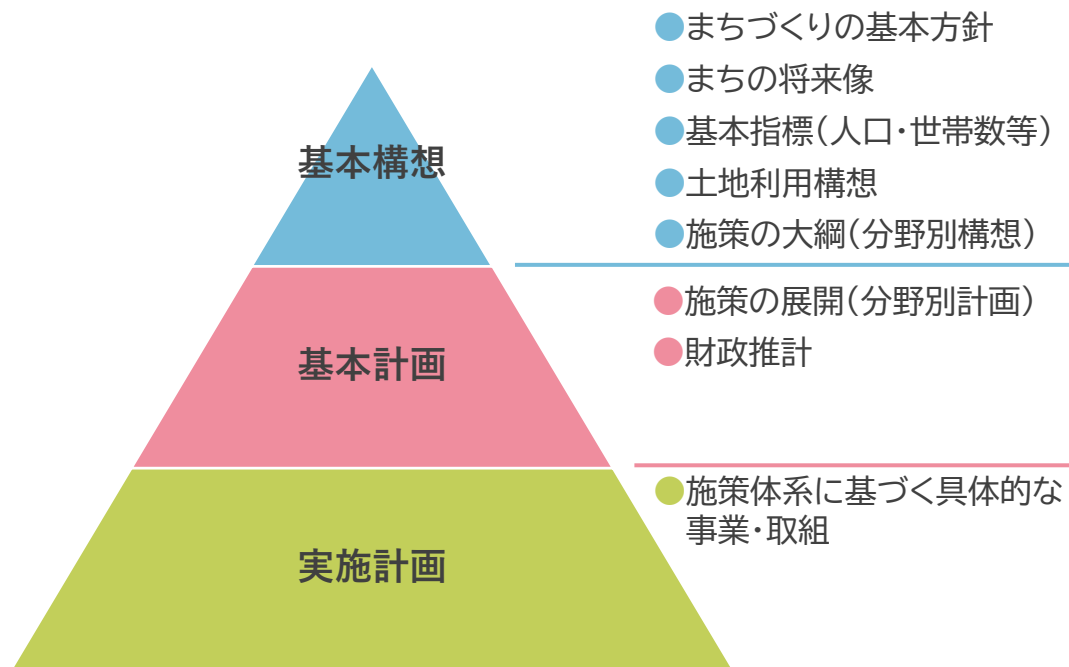 ●まちづくりの基本方針
●まちの将来像
●基本指標(人口・世帯数等)
●土地利用構想
●施策の大綱(分野別構想)
基本構想
●施策の展開(分野別計画)
●財政推計
基本計画
●施策体系に基づく具体的な
事業・取組
実施計画